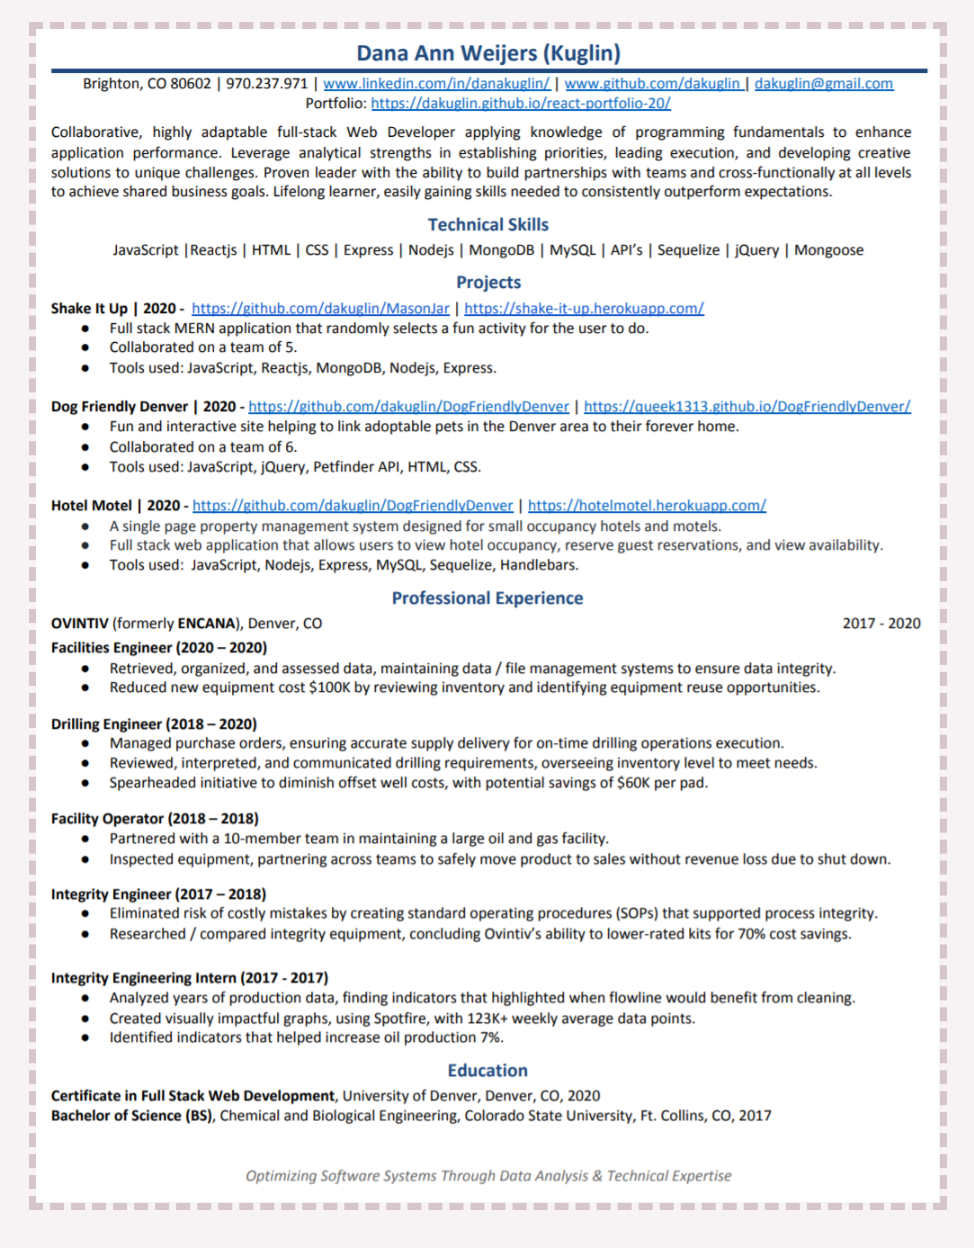 Dana Ann Weijers (Kuglin)
Brighton, CO 80602 | 970.237.971 | www.linkedin.com/in/danakuglin/ | www.github.com/dakuglin | dakuglin@gmail.com
Portfolio: https://dakuglin.github.io/react-portfolio-20/
Collaborative, highly adaptable full-stack Web Developer applying knowledge of programming fundamentals to enhance
application performance. Leverage analytical strengths in establishing priorities, leading execution, and developing creative
solutions to unique challenges. Proven leader with the ability to build partnerships with teams and cross-functionally at all levels
to achieve shared business goals. Lifelong learner, easily gaining skills needed to consistently outperform expectations.
Technical Skills
JavaScript |Reactjs | HTML | CSS | Express | Nodejs | MongoDB | MySQL | API's | Sequelize | jQuery | Mongoose
Projects
Shake It Up | 2020 - https://github.com/dakuglin/MasonJar | https://shake-it-up.herokuapp.com/
● Full stack MERN application that randomly selects a fun activity for the user to do.
● Collaborated on a team of 5.
● Tools used: JavaScript, Reactjs, MongoDB, Nodejs, Express.
Dog Friendly Denver | 2020 - https://github.com/dakuglin/DogFriendlyDenver | https://queek1313.github.io/DogFriendlyDenver/
● Fun and interactive site helping to link adoptable pets in the Denver area to their forever home.
● Collaborated on a team of 6.
● Tools used: JavaScript, jQuery, Petfinder API, HTML, CSS.
Hotel Motel | 2020 - https://github.com/dakuglin/DogFriendlyDenver | https://hotelmotel.herokuapp.com/
● A single page property management system designed for small occupancy hotels and motels.
● Full stack web application that allows users to view hotel occupancy, reserve guest reservations, and view availability.
● Tools used: JavaScript, Nodejs, Express, MySQL, Sequelize, Handlebars.
Professional Experience
OVINTIV (formerly ENCANA), Denver, CO 2017 - 2020
Facilities Engineer (2020 – 2020)
● Retrieved, organized, and assessed data, maintaining data / file management systems to ensure data integrity.
● Reduced new equipment cost $100K by reviewing inventory and identifying equipment reuse opportunities.
Drilling Engineer (2018 – 2020)
● Managed purchase orders, ensuring accurate supply delivery for on-time drilling operations execution.
● Reviewed, interpreted, and communicated drilling requirements, overseeing inventory level to meet needs.
● Spearheaded initiative to diminish offset well costs, with potential savings of $60K per pad.
Facility Operator (2018 – 2018)
● Partnered with a 10-member team in maintaining a large oil and gas facility.
● Inspected equipment, partnering across teams to safely move product to sales without revenue loss due to shut down.
Integrity Engineer (2017 – 2018)
● Eliminated risk of costly mistakes by creating standard operating procedures (SOPs) that supported process integrity.
● Researched / compared integrity equipment, concluding Ovintiv's ability to lower-rated kits for 70% cost savings.
Integrity Engineering Intern (2017 - 2017)
● Analyzed years of production data, finding indicators that highlighted when flowline would benefit from cleaning.
● Created visually impactful graphs, using Spotfire, with 123K+ weekly average data points.
● Identified indicators that helped increase oil production 7%.
Education
Certificate in Full Stack Web Development, University of Denver, Denver, CO, 2020
Bachelor of Science (BS), Chemical and Biological Engineering, Colorado State University, Ft. Collins, CO, 2017
Optimizing Software Systems Through Data Analysis & Technical Expertise